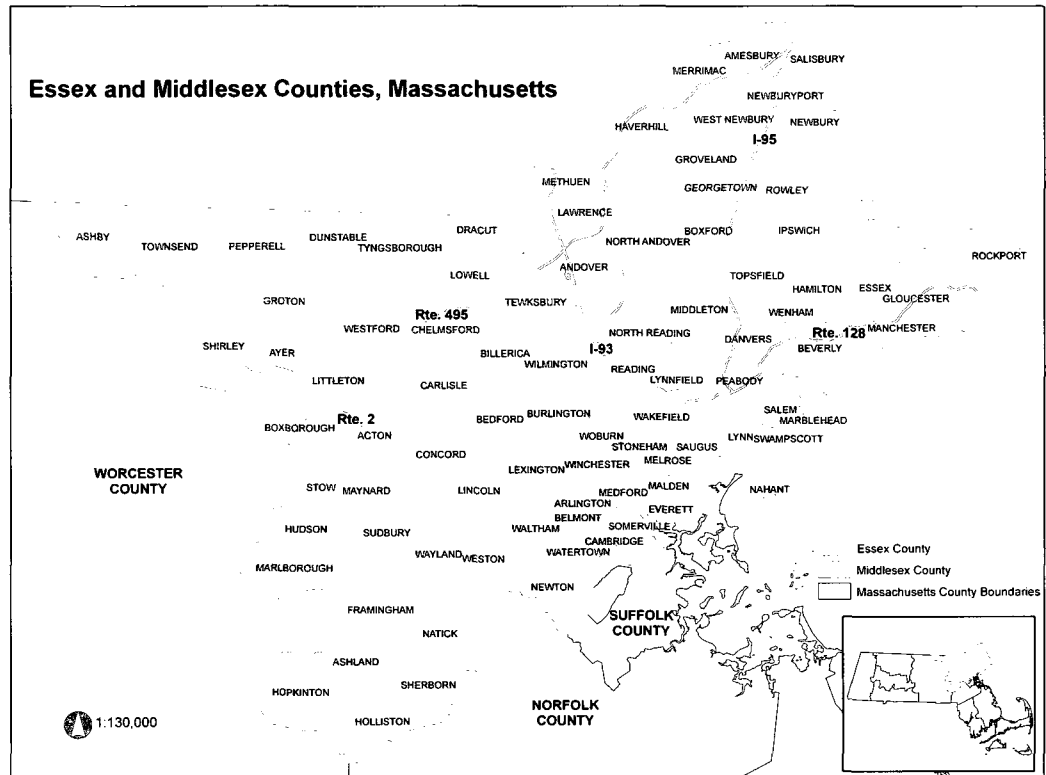 AMESBURY
SALISBURY
MERRIMAC
Essex and Middlesex Counties, Massachusetts
NEWBURYPORT
WEST NEWBURY
NEWBURY
HAVERHILL
I-95
GROVELAND
METHUEN
GEORGETOWN
ROWLEY
LAWRENCE
ASHBY
TOWNSEND
PEPPERELL
DUNSTABLE
TYNGSBOROUGH
DRACUT
NORTH ANDOVER
BOXFORD
IPSWICH
ROCKPORT
LOWELL
ANDOVER
TOPSFIELD
HAMILTON
ESSEX
GLOUCESTER
GROTON
TEWKSBURY
MIDDLETON
WENHAM
Rte. 495
WESTFORD
CHELMSFORD
NORTH READING
DANVERS
Rte. 128
MANCHESTER
BEVERLY
SHIRLEY
AYER
BILLERICA
I-93
WILMINGTON
READING
LYNNFIELD
PEABODY
LITTLETON
CARLISLE
BOXBOROUGH
Rte. 2
ACTON
BEDFORD
BURLINGTON
WAKEFIELD
SALEM
MARBLEHEAD
WOBURN
STONEHAM
SAUGUS
LYNN
SWAMPSCOTT
CONCORD
LEXINGTON
WINCHESTER
MELROSE
WORCESTER
COUNTY
STOW
MAYNARD
LINCOLN
MEDFORD
MALDEN
NAHANT
ARLINGTON
EVERETT
BELMONT
HUDSON
SUDBURY
WALTHAM
SOMERVILLE
CAMBRIDGE
WAYLAND
WESTON
WATERTOWN
Essex County
MARLBOROUGH
Middlesex County
NEWTON
Massachusetts County Boundaries
FRAMINGHAM
SUFFOLK
COUNTY
NATICK
ASHLAND
HOPKINTON
SHERBORN
HOLLISTON
NORFOLK
COUNTY
1:130,000